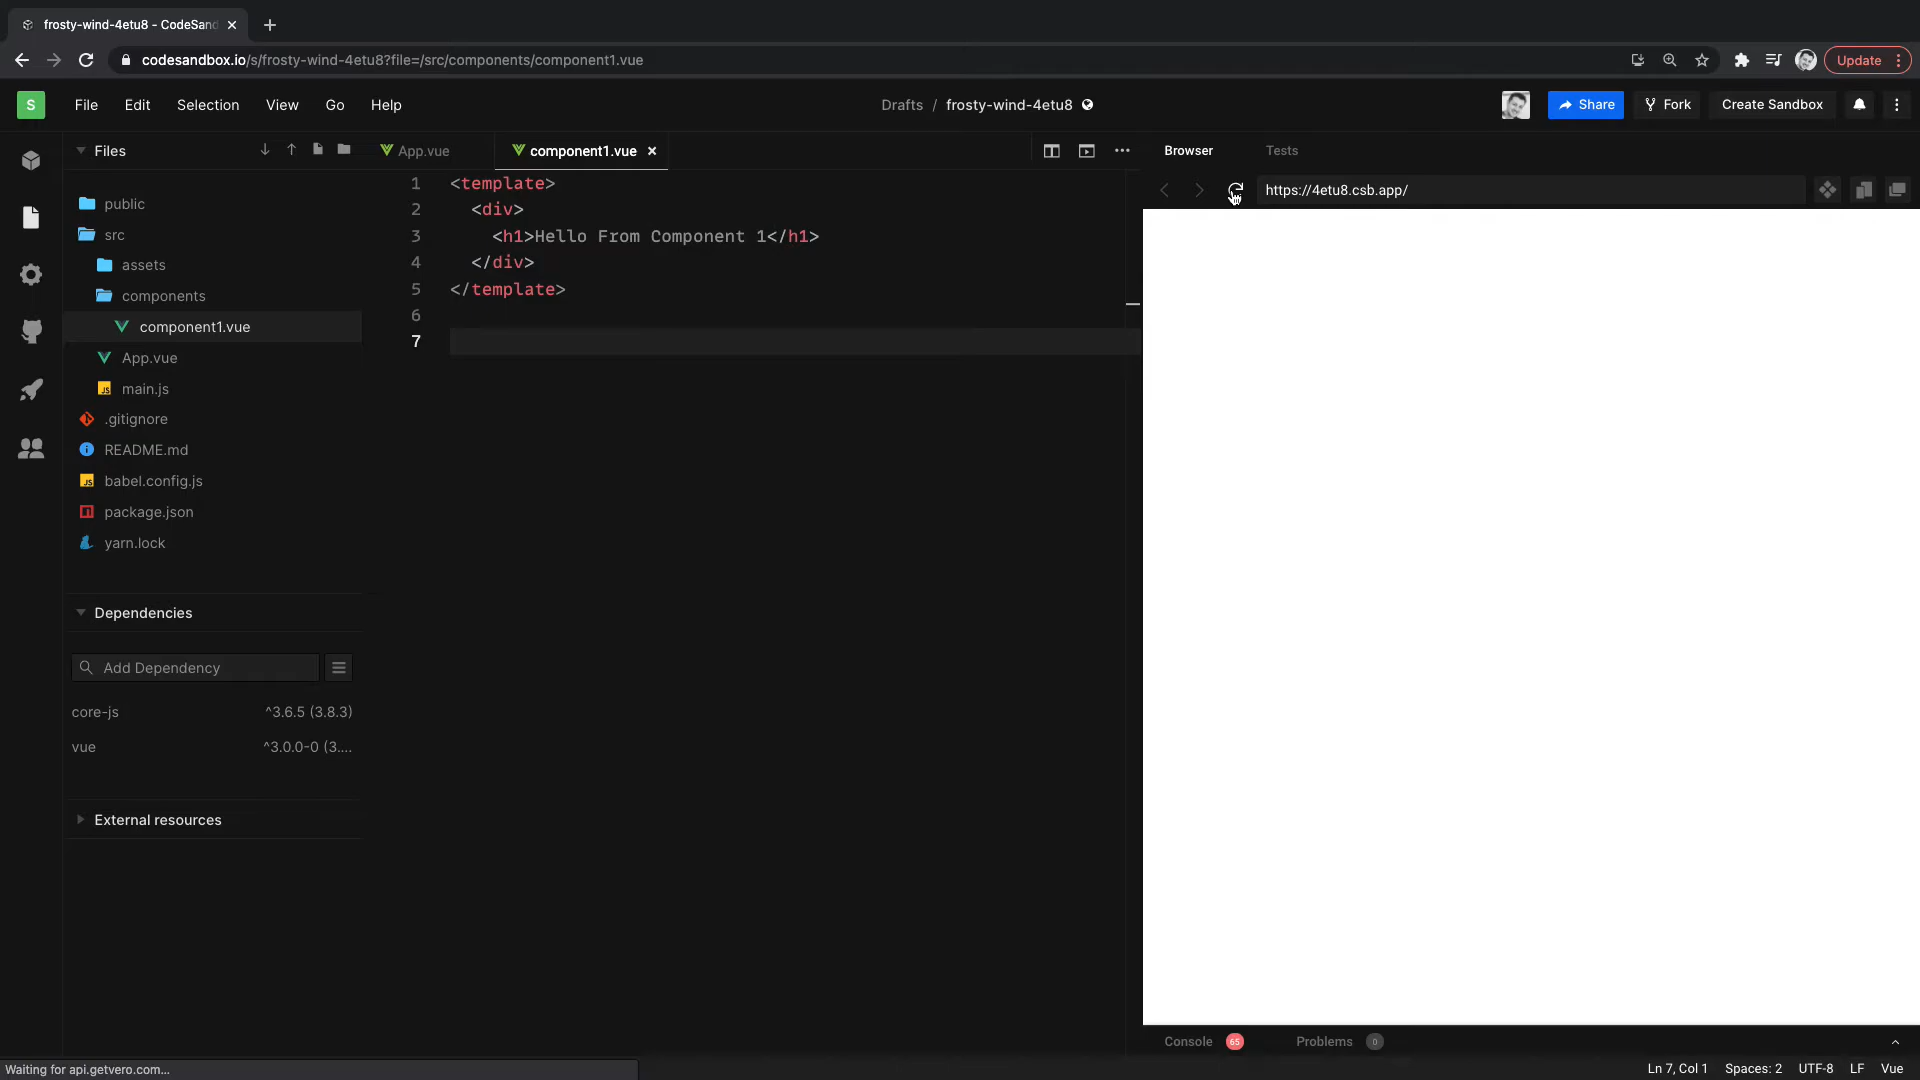 frosty-wind-4etu8 - CodeSand
codesandbox.io/s/frosty-wind-4etu8?file=/src/components/component1.vue
Update
S
File Edit Selection View Go Help
Drafts / frosty-wind-4etu8
Share
Fork
Create Sandbox
Files
App.vue
component1.vue
Browser
Tests
https://4etu8.csb.app/
public
src
assets
components
component1.vue
App.vue
main.js
.gitignore
README.md
babel.config.js
package.json
yarn.lock
1 <template>
2 <div>
3 <h1>Hello From Component 1</h1>
4 </div>
5 </template>
6
7
Dependencies
Add Dependency
core-js ^3.6.5 (3.8.3)
vue ^3.0.0-0 (3....
External resources
Console 65
Problems 0
Waiting for api.getvero.com...
Ln 7, Col 1 Spaces: 2 UTF-8 LF Vue